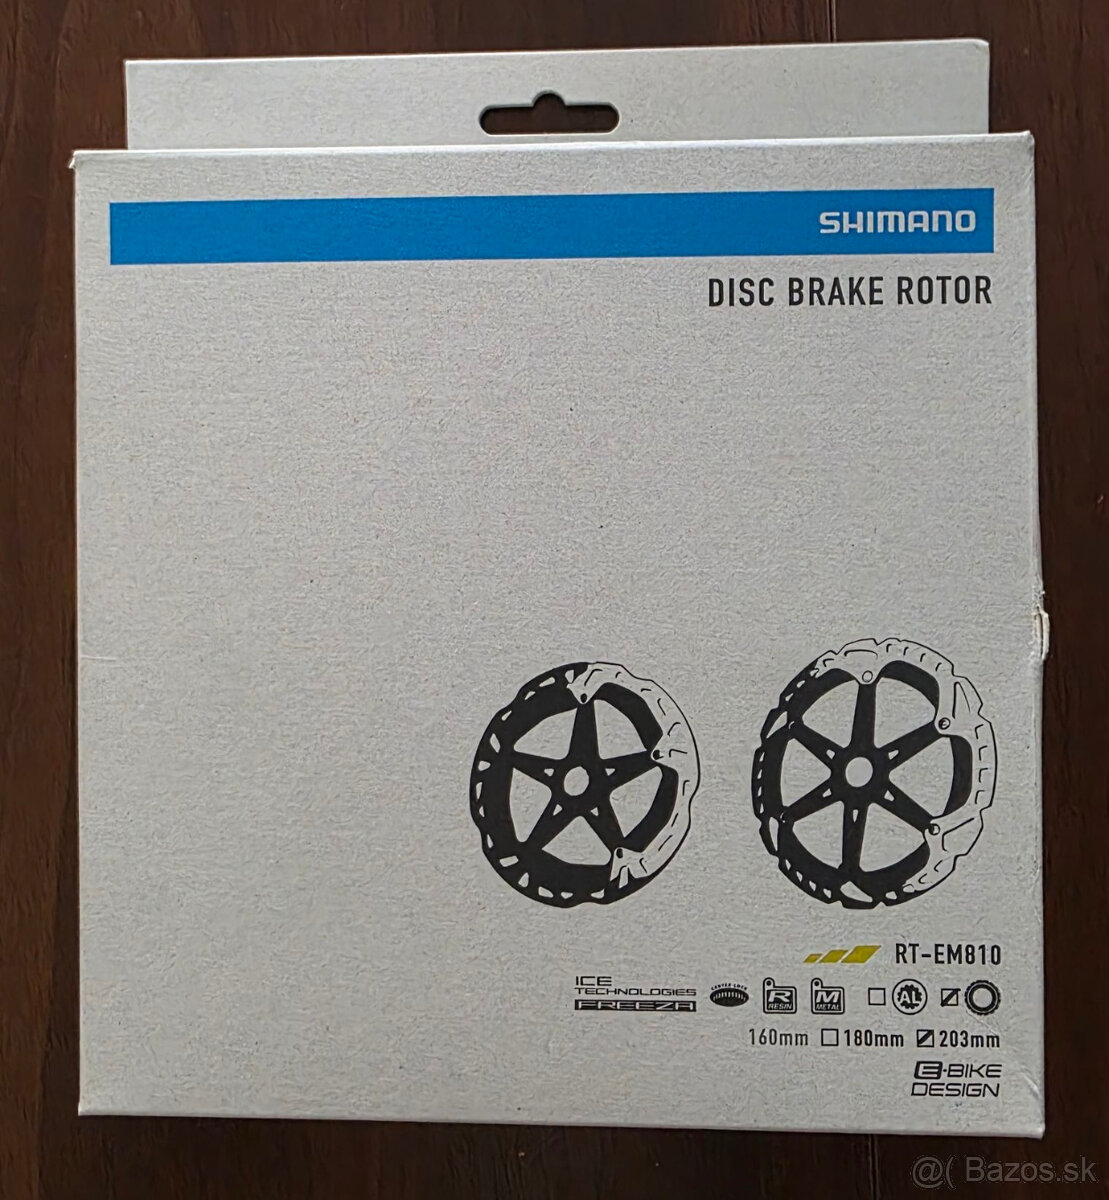 SHIMANO
DISC BRAKE ROTOR
RT-EM810
ICE
TECHNOLOGIES
FREEZA
CENTER LOCK
R
RESIN
M
METAL
AL
160mm 180mm 203mm
E-BIKE
DESIGN
@( Bazos.sk